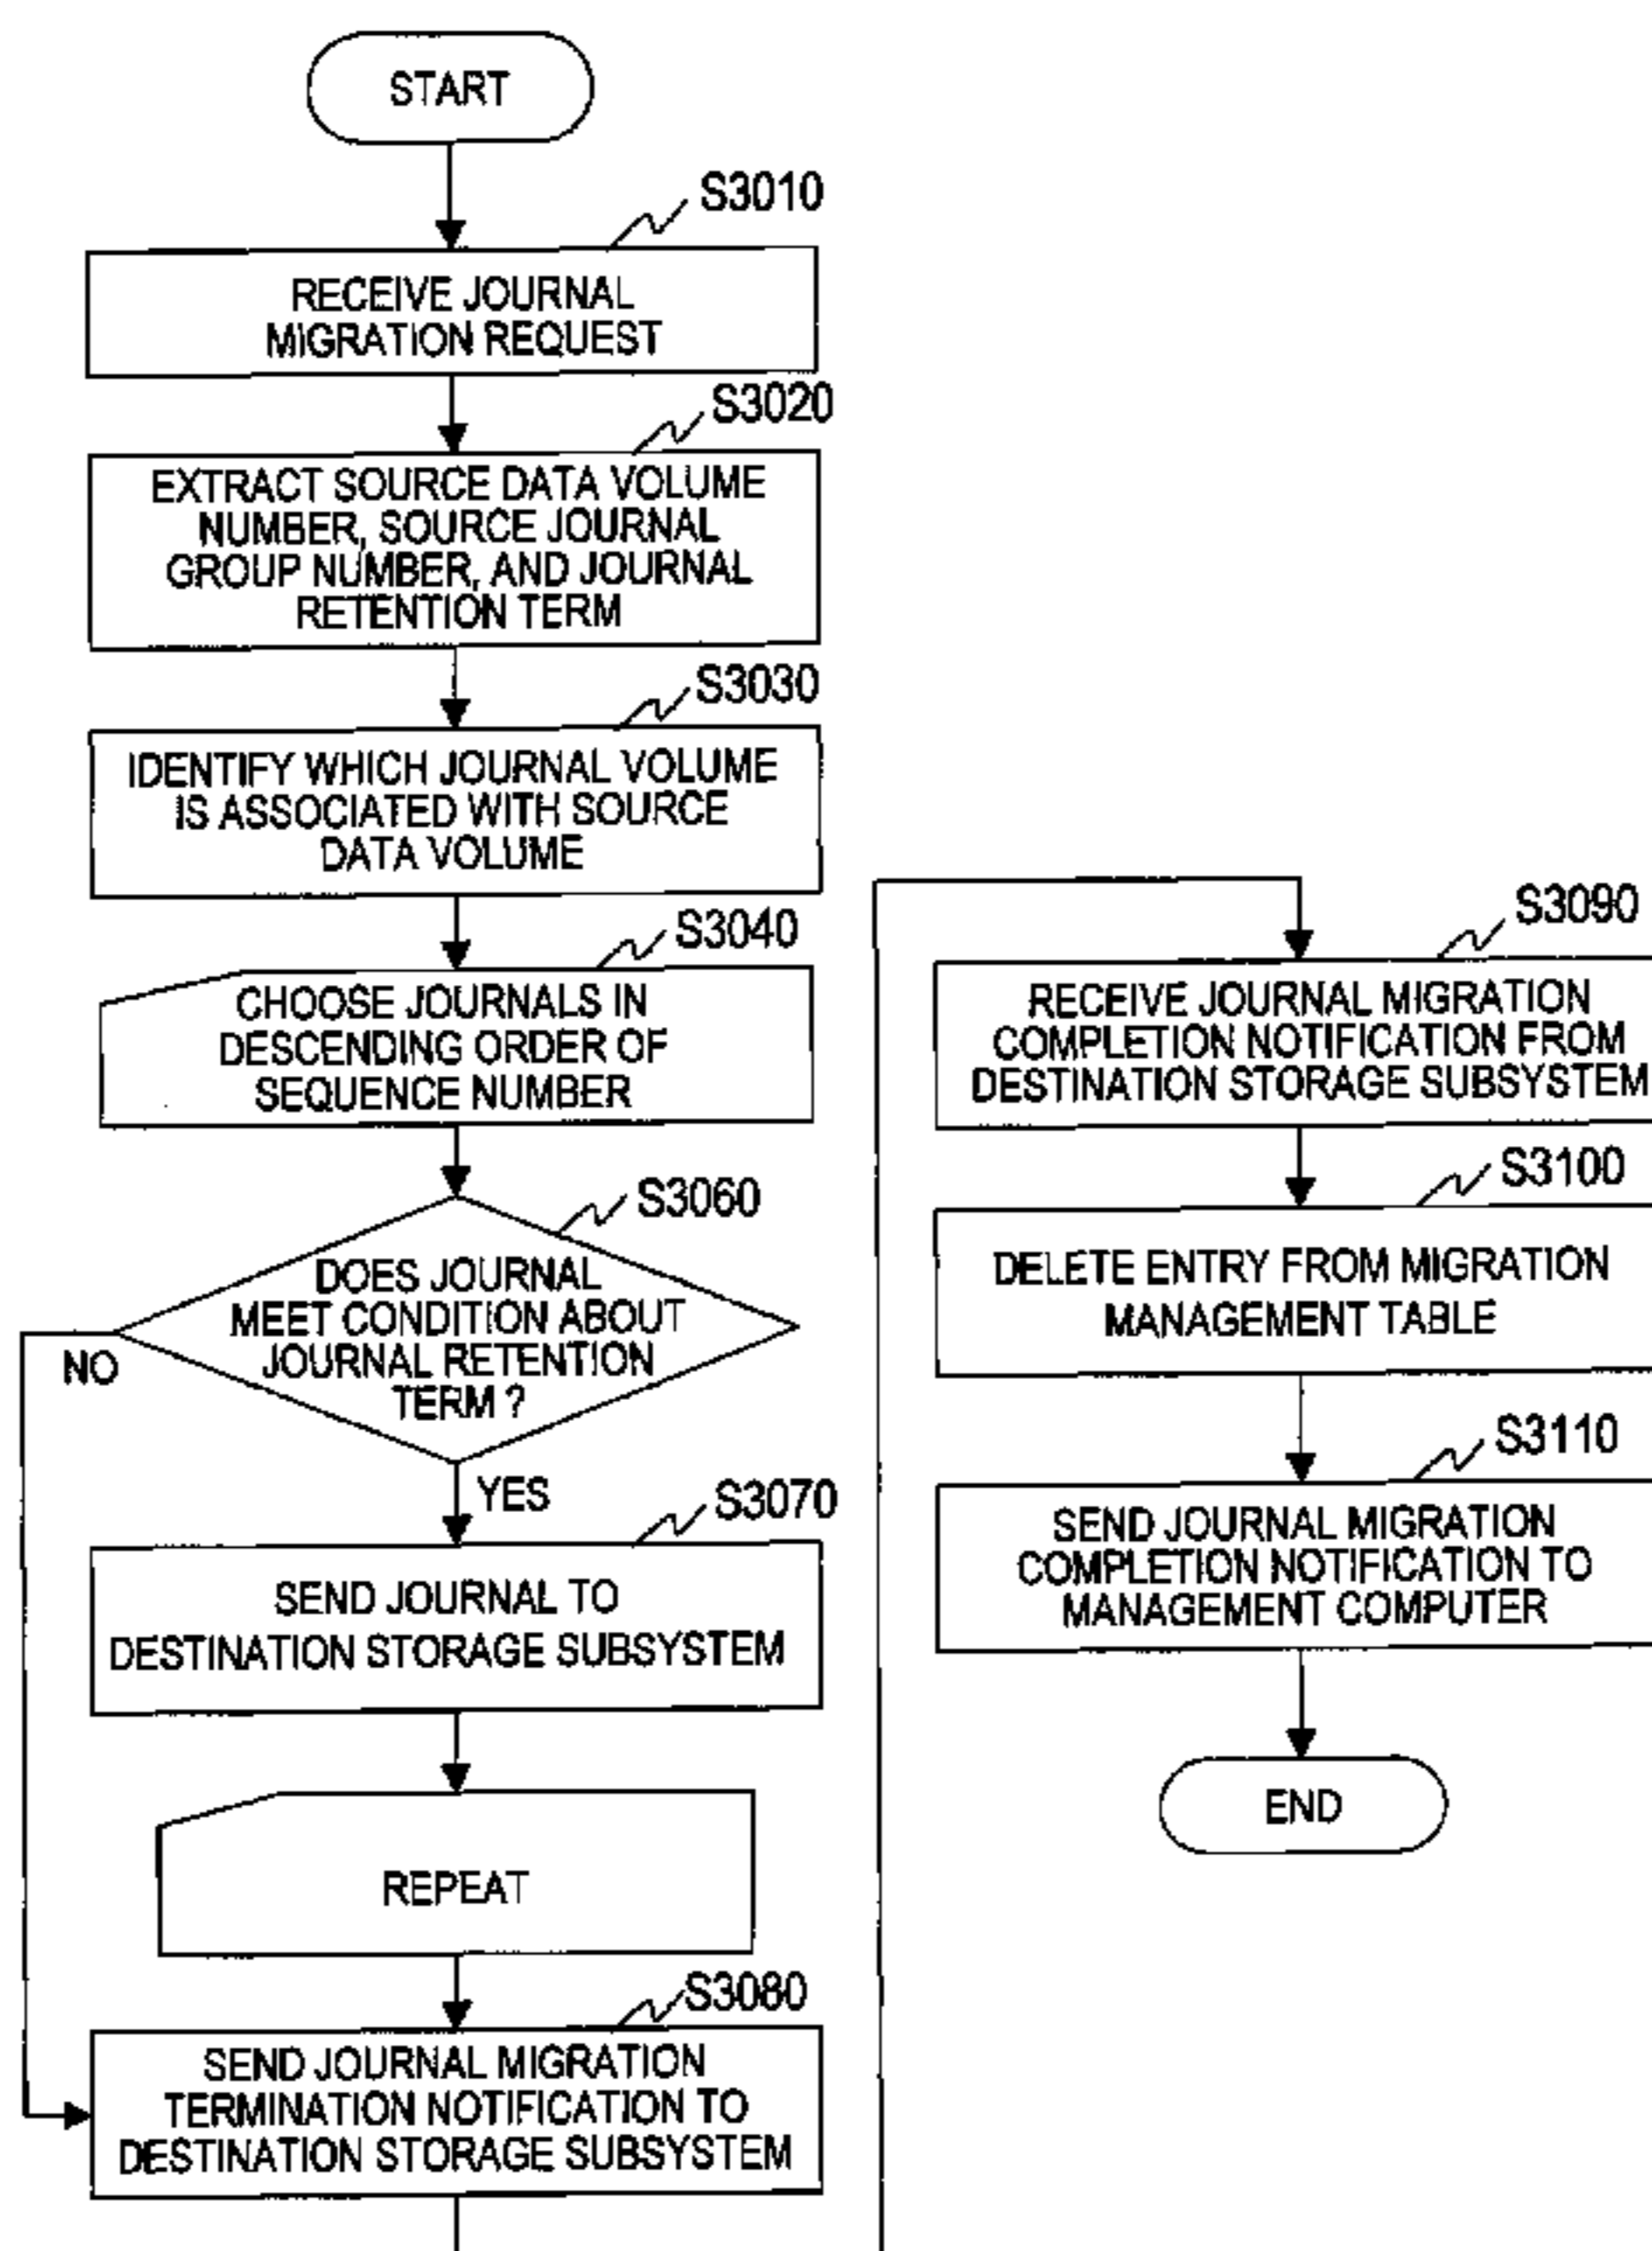 START
S3010
RECEIVE JOURNAL
MIGRATION REQUEST
S3020
EXTRACT SOURCE DATA VOLUME
NUMBER, SOURCE JOURNAL
GROUP NUMBER, AND JOURNAL
RETENTION TERM
S3030
IDENTIFY WHICH JOURNAL VOLUME
IS ASSOCIATED WITH SOURCE
DATA VOLUME
S3040
CHOOSE JOURNALS IN
DESCENDING ORDER OF
SEQUENCE NUMBER
S3060
DOES JOURNAL
MEET CONDITION ABOUT
JOURNAL RETENTION
TERM ?
NO
YES
S3070
SEND JOURNAL TO
DESTINATION STORAGE SUBSYSTEM
REPEAT
S3080
SEND JOURNAL MIGRATION
TERMINATION NOTIFICATION TO
DESTINATION STORAGE SUBSYSTEM
S3090
RECEIVE JOURNAL MIGRATION
COMPLETION NOTIFICATION FROM
DESTINATION STORAGE SUBSYSTEM
S3100
DELETE ENTRY FROM MIGRATION
MANAGEMENT TABLE
S3110
SEND JOURNAL MIGRATION
COMPLETION NOTIFICATION TO
MANAGEMENT COMPUTER
END